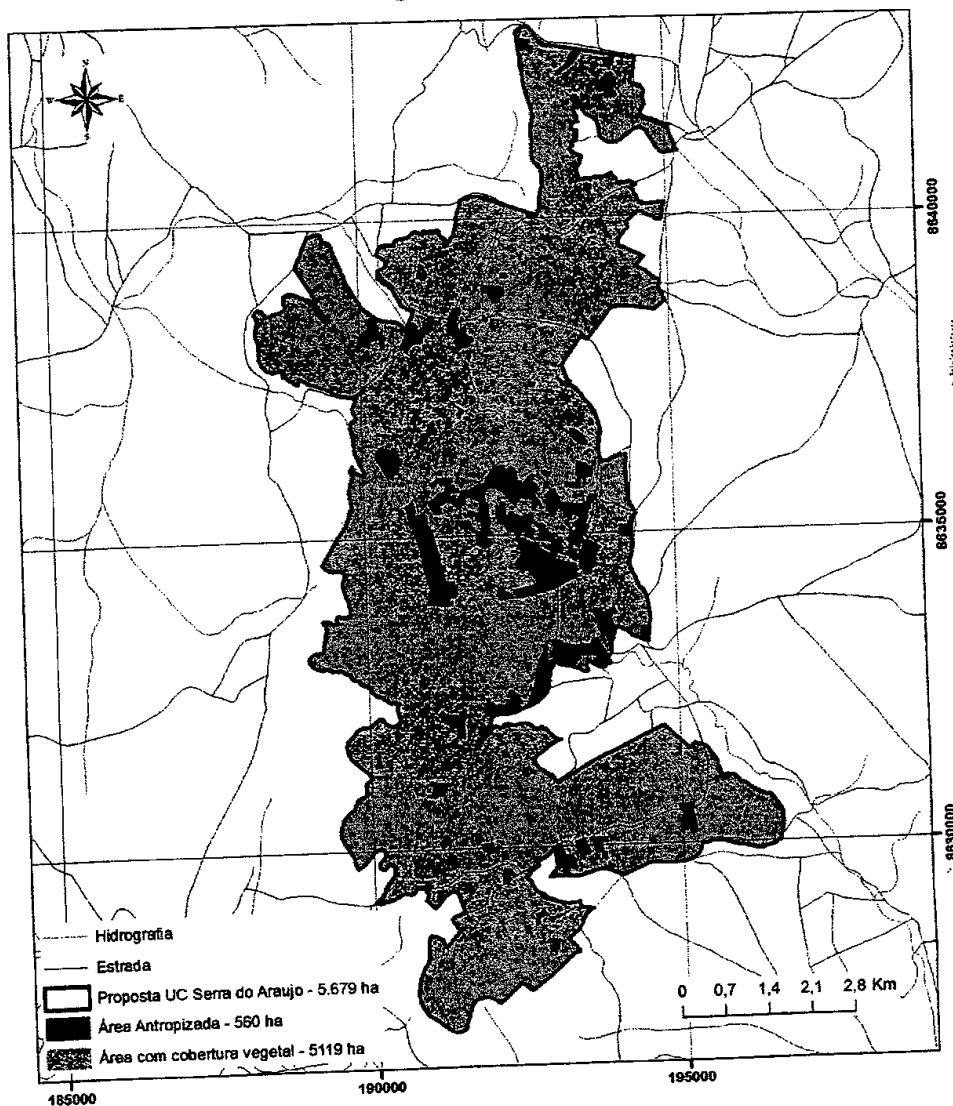 N
W E
S
8640000
8635000
8630000
Hidrografia
Estrada
Proposta UC Serra do Araujo - 5.679 ha
Área Antropizada - 560 ha
Área com cobertura vegetal - 5119 ha
0 0,7 1,4 2,1 2,8 Km
185000 190000 195000